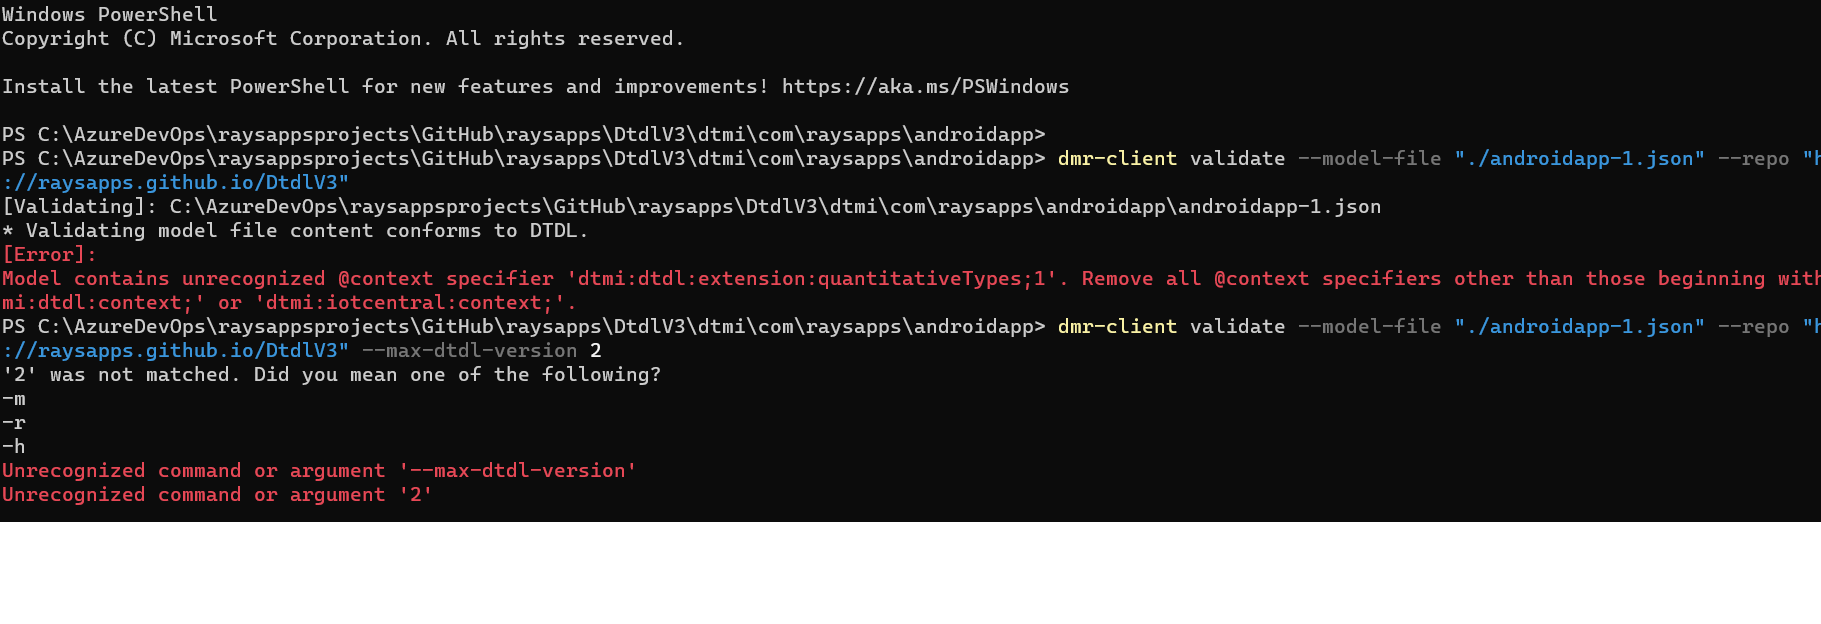 Windows PowerShell
Copyright (C) Microsoft Corporation. All rights reserved.
Install the latest PowerShell for new features and improvements! https://aka.ms/PSWindows
PS C:\AzureDevOps\raysappsprojects\GitHub\raysapps\DtdlV3\dtmi\com\raysapps\androidapp>
PS C:\AzureDevOps\raysappsprojects\GitHub\raysapps\DtdlV3\dtmi\com\raysapps\androidapp> dmr-client validate --model-file "./androidapp-1.json" --repo "h
://raysapps.github.io/DtdlV3"
[Validating]: C:\AzureDevOps\raysappsprojects\GitHub\raysapps\DtdlV3\dtmi\com\raysapps\androidapp\androidapp-1.json
* Validating model file content conforms to DTDL.
[Error]:
Model contains unrecognized @context specifier 'dtmi:dtdl:extension:quantitativeTypes;1'. Remove all @context specifiers other than those beginning with
mi:dtdl:context;' or 'dtmi:iotcentral:context;'.
PS C:\AzureDevOps\raysappsprojects\GitHub\raysapps\DtdlV3\dtmi\com\raysapps\androidapp> dmr-client validate --model-file "./androidapp-1.json" --repo "h
://raysapps.github.io/DtdlV3" --max-dtdl-version 2
'2' was not matched. Did you mean one of the following?
-m
-r
-h
Unrecognized command or argument '--max-dtdl-version'
Unrecognized command or argument '2'